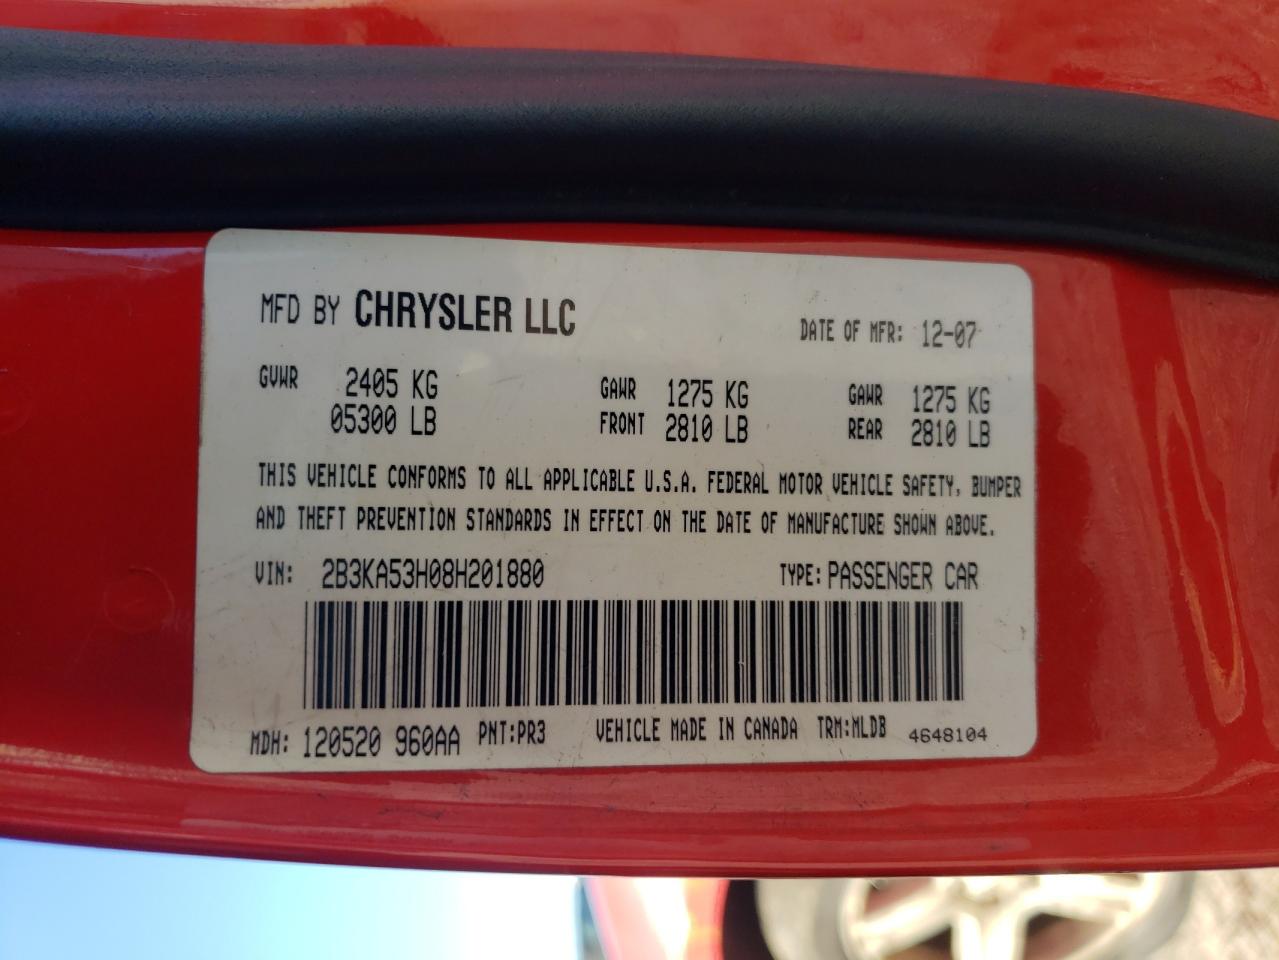 MFD BY CHRYSLER LLC DATE OF MFR: 12-07
GVWR 2405 KG GAWR 1275 KG GAWR 1275 KG
05300 LB FRONT 2810 LB REAR 2810 LB
THIS VEHICLE CONFORMS TO ALL APPLICABLE U.S.A. FEDERAL MOTOR VEHICLE SAFETY, BUMPER
AND THEFT PREVENTION STANDARDS IN EFFECT ON THE DATE OF MANUFACTURE SHOWN ABOVE.
VIN: 2B3KA53H08H201880 TYPE: PASSENGER CAR
MDH: 120520 960AA PNT:PR3 VEHICLE MADE IN CANADA TRM:MLDB 4648104